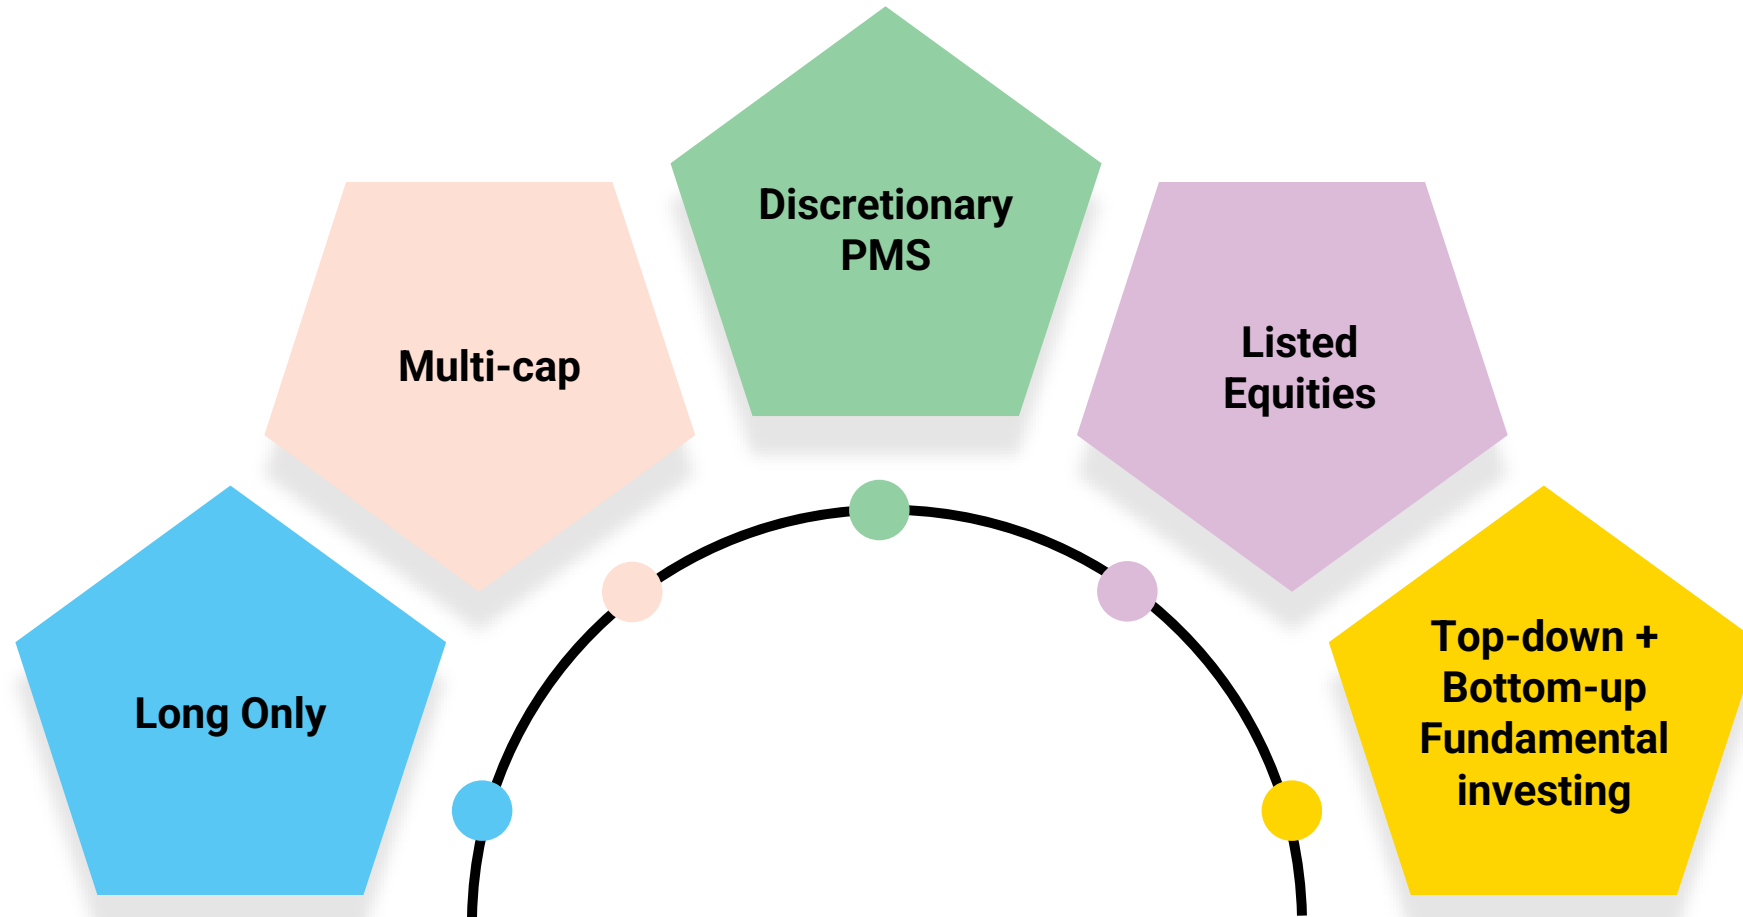 Discretionary
PMS
Multi-cap
Listed
Equities
Long Only
Top-down +
Bottom-up
Fundamental
investing